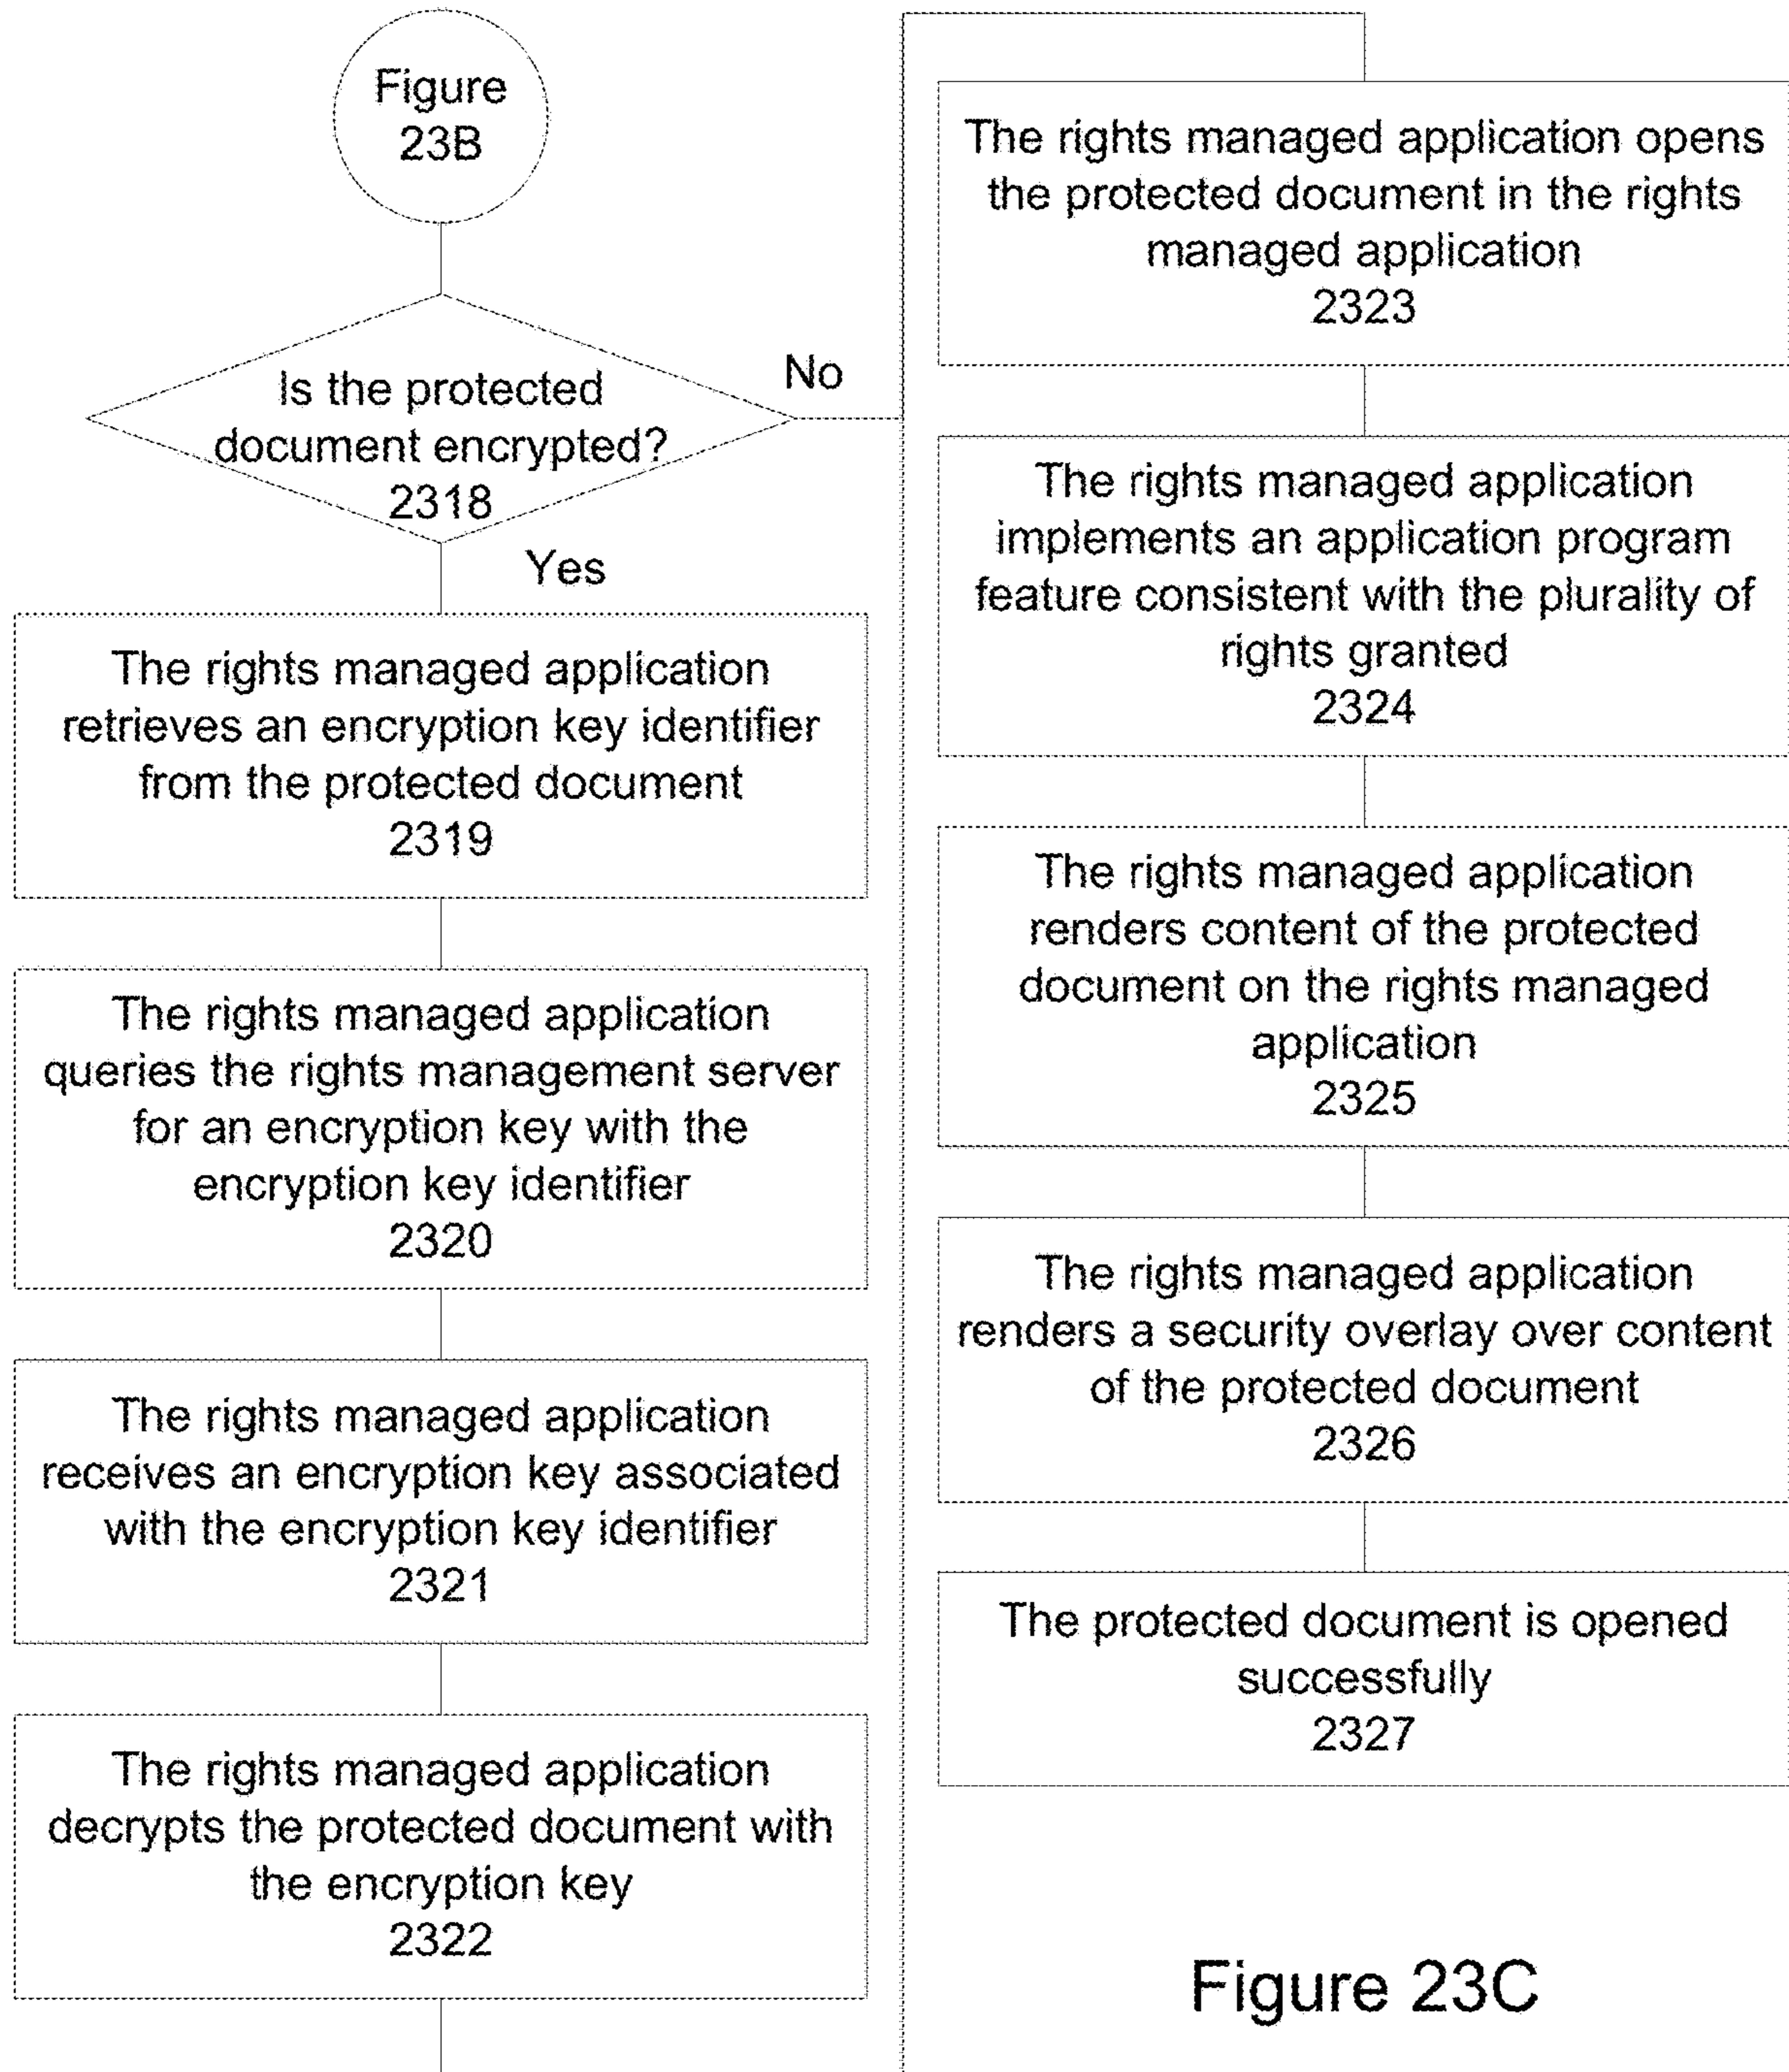 Figure
23B
Is the protected
document encrypted?
2318
No
Yes
The rights managed application
retrieves an encryption key identifier
from the protected document
2319
The rights managed application
queries the rights management server
for an encryption key with the
encryption key identifier
2320
The rights managed application
receives an encryption key associated
with the encryption key identifier
2321
The rights managed application
decrypts the protected document with
the encryption key
2322
The rights managed application opens
the protected document in the rights
managed application
2323
The rights managed application
implements an application program
feature consistent with the plurality of
rights granted
2324
The rights managed application
renders content of the protected
document on the rights managed
application
2325
The rights managed application
renders a security overlay over content
of the protected document
2326
The protected document is opened
successfully
2327
Figure 23C